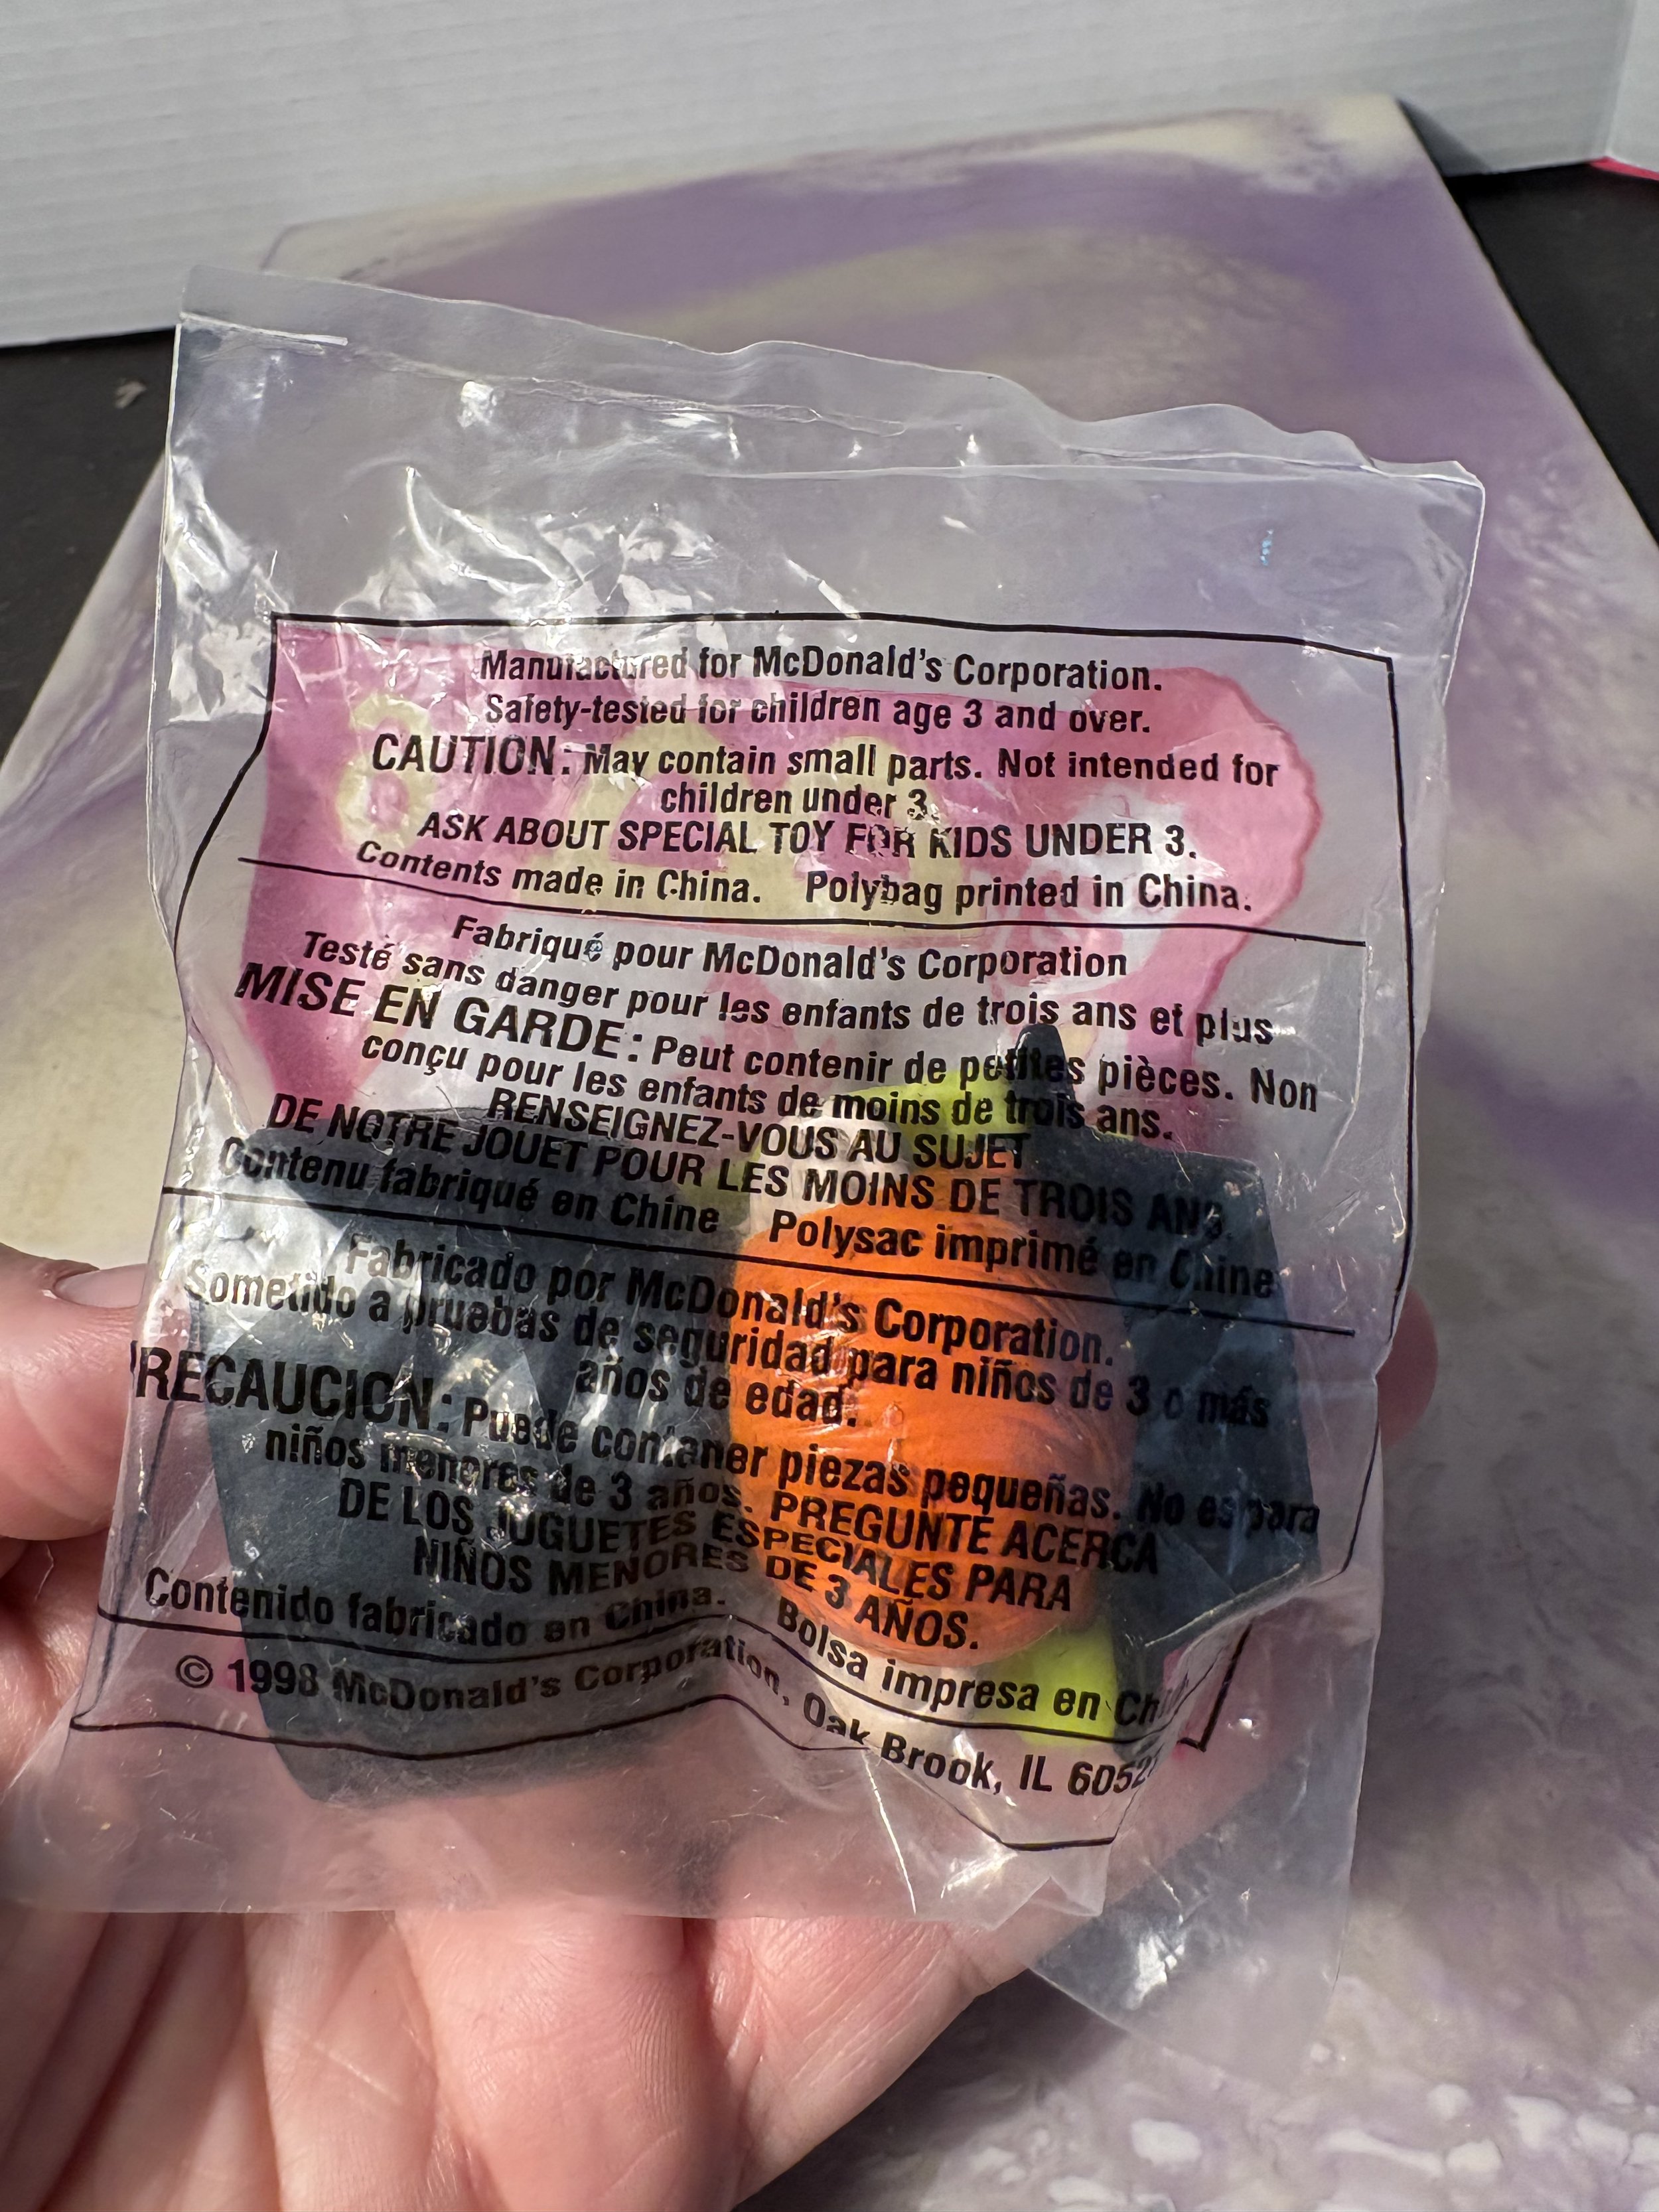 Manufactured for McDonald's Corporation.
Safety-tested for children age 3 and over.
CAUTION: May contain small parts. Not intended for
children under 3.
ASK ABOUT SPECIAL TOY FOR KIDS UNDER 3.
Contents made in China. Polybag printed in China.
Fabriqué pour McDonald's Corporation
Testé sans danger pour les enfants de trois ans et plus
MISE EN GARDE: Peut contenir de petites pièces. Non
conçu pour les enfants de moins de trois ans.
RENSEIGNEZ-VOUS AU SUJET
DE NOTRE JOUET POUR LES MOINS DE TROIS ANS.
Contenu fabriqué en Chine Polysac imprimé en Chine
Fabricado por McDonald's Corporation.
Sometido a pruebas de seguridad para niños de 3 o más
años de edad.
PRECAUCION: Puede contener piezas pequeñas. No es para
niños menores de 3 años. PREGUNTE ACERCA
DE LOS JUGUETES ESPECIALES PARA
NIÑOS MENORES DE 3 AÑOS.
Contenido fabricado en China. Bolsa impresa en
© 1998 McDonald's Corporation, Oak Brook, IL